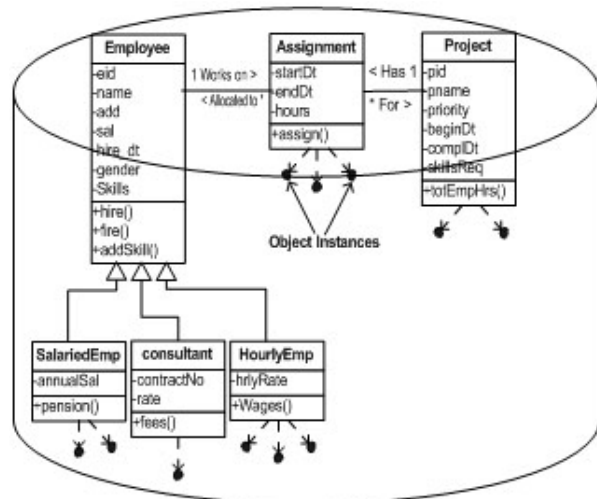 Employee
-eid
-name
-add
-sal
-hire_dt
-gender
-Skills
+hire()
+fire()
+addSkill()
1 Works on >
< Allocated to *
Assignment
-startDt
-endDt
-hours
+assign()
< Has 1
* For >
Project
-pid
-pname
-priority
-beginDt
-complDt
-skillsReq
+totEmpHrs()
Object Instances
SalariedEmp
-annualSal
+pension()
consultant
-contractNo
-rate
+fees()
HourlyEmp
-hrlyRate
+Wages()